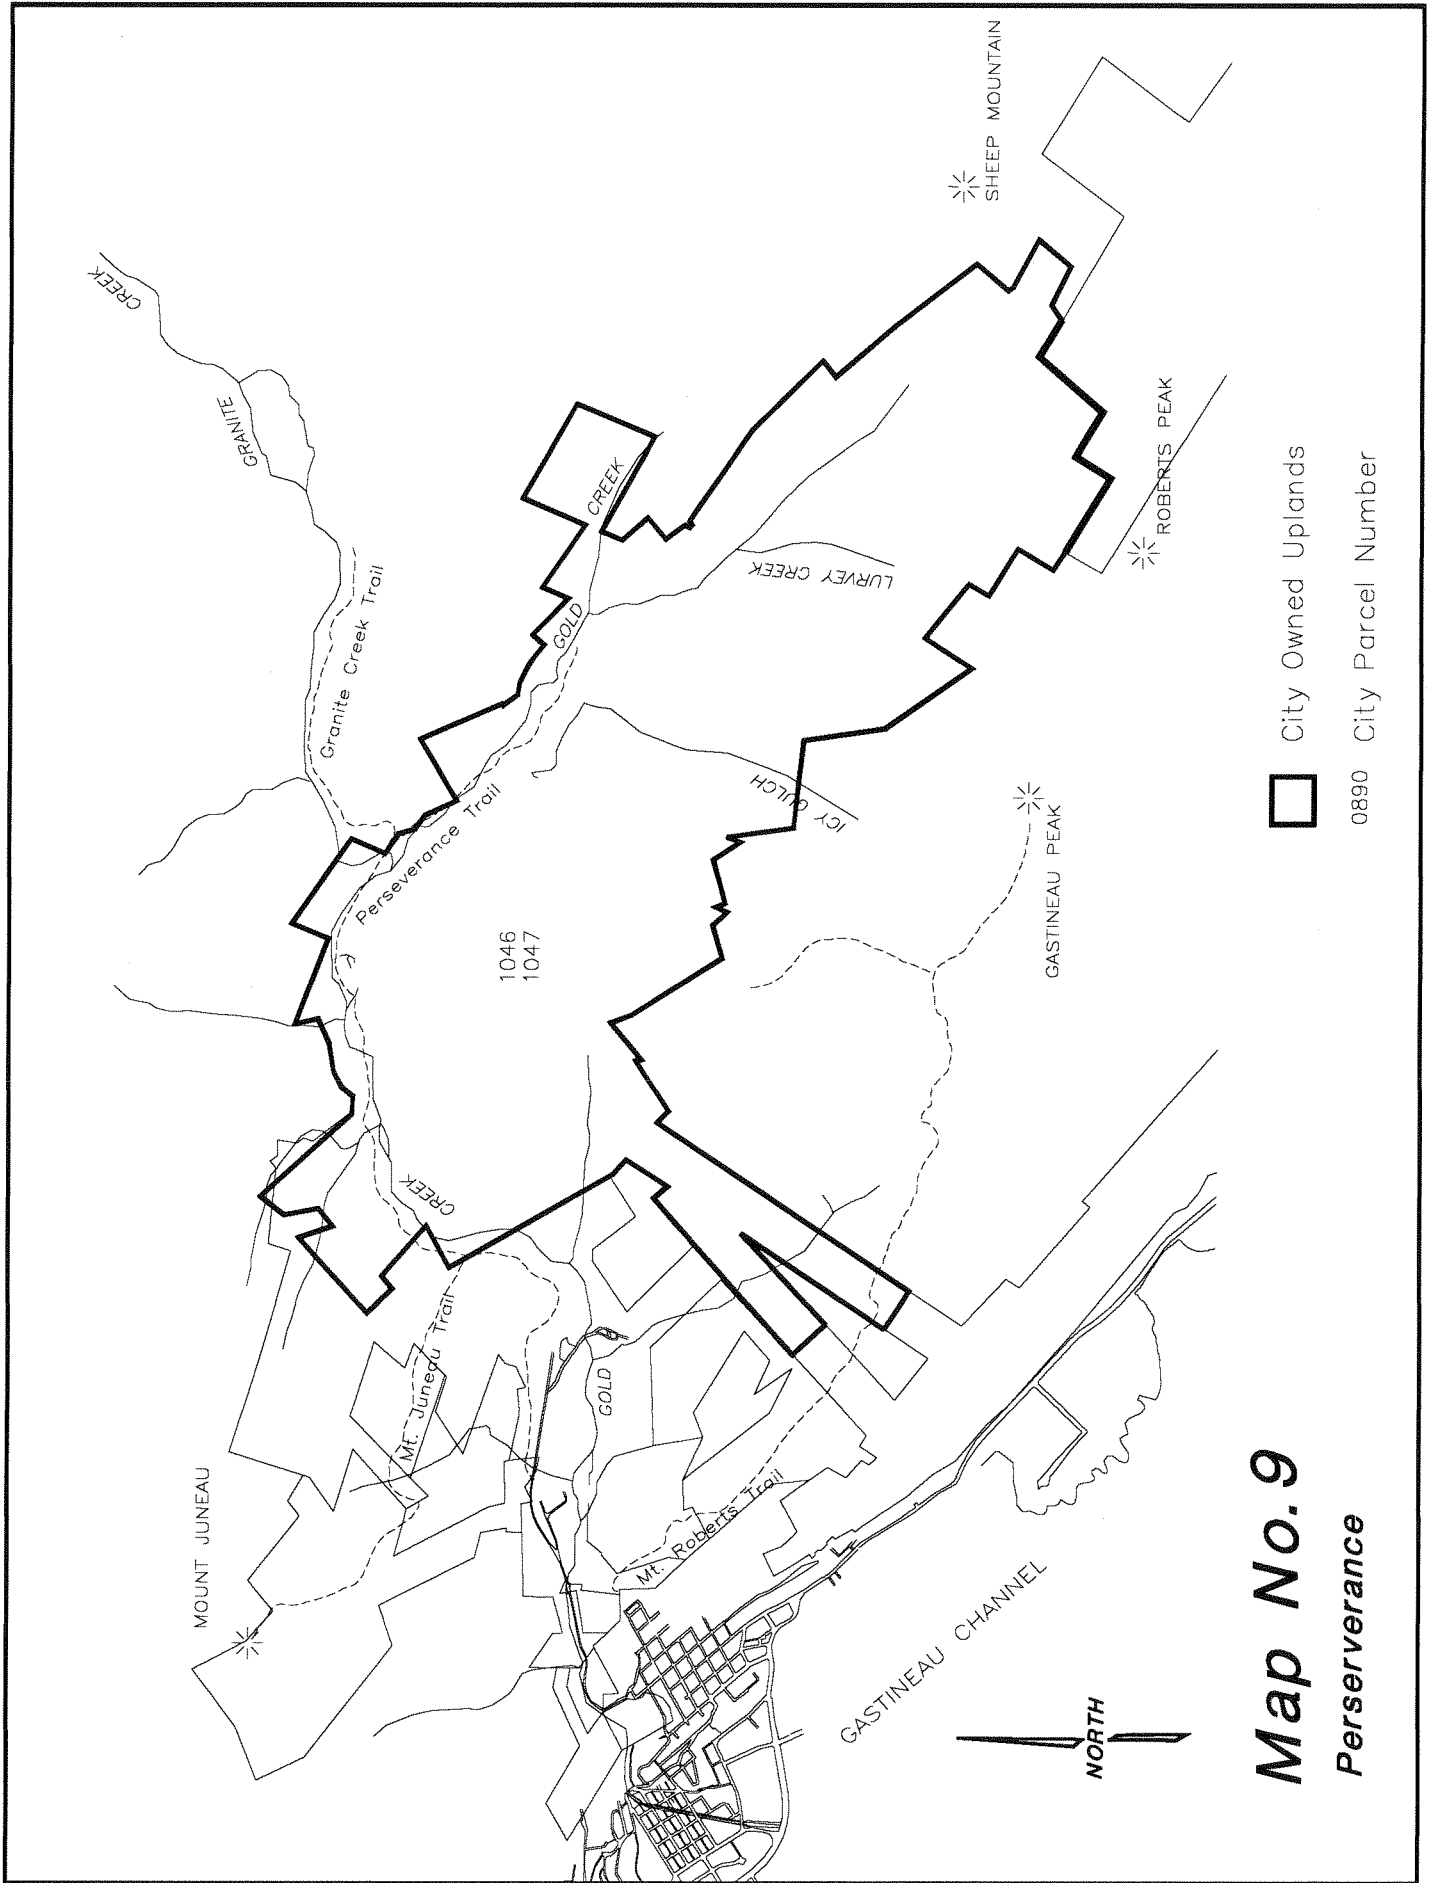 MOUNT JUNEAU
CREEK
GRANITE
Granite Creek Trail
Perseverance Trail
Mt. Juneau Trail
CREEK
GOLD
CREEK
SHEEP MOUNTAIN
1046
1047
GOLD
LURVEY CREEK
ICY GULCH
ROBERTS PEAK
GASTINEAU PEAK
Mt. Roberts Trail
GASTINEAU CHANNEL
NORTH
Map No. 9
Perserverance
City Owned Uplands
0890 City Parcel Number